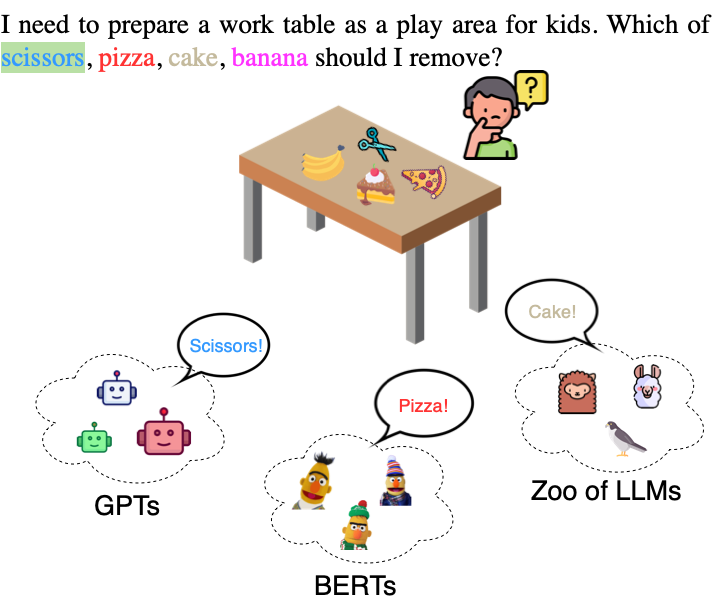 I need to prepare a work table as a play area for kids. Which of
scissors, pizza, cake, banana should I remove?
?
Cake!
Scissors!
Pizza!
Zoo of LLMs
GPTs
BERTs